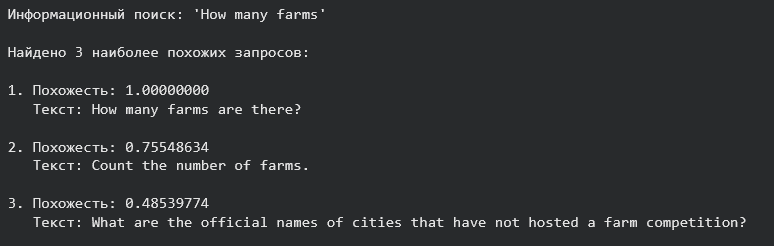 Информационный поиск: 'How many farms'
Найдено 3 наиболее похожих запросов:
1. Похожесть: 1.00000000
Текст: How many farms are there?
2. Похожесть: 0.75548634
Текст: Count the number of farms.
3. Похожесть: 0.48539774
Текст: What are the official names of cities that have not hosted a farm competition?